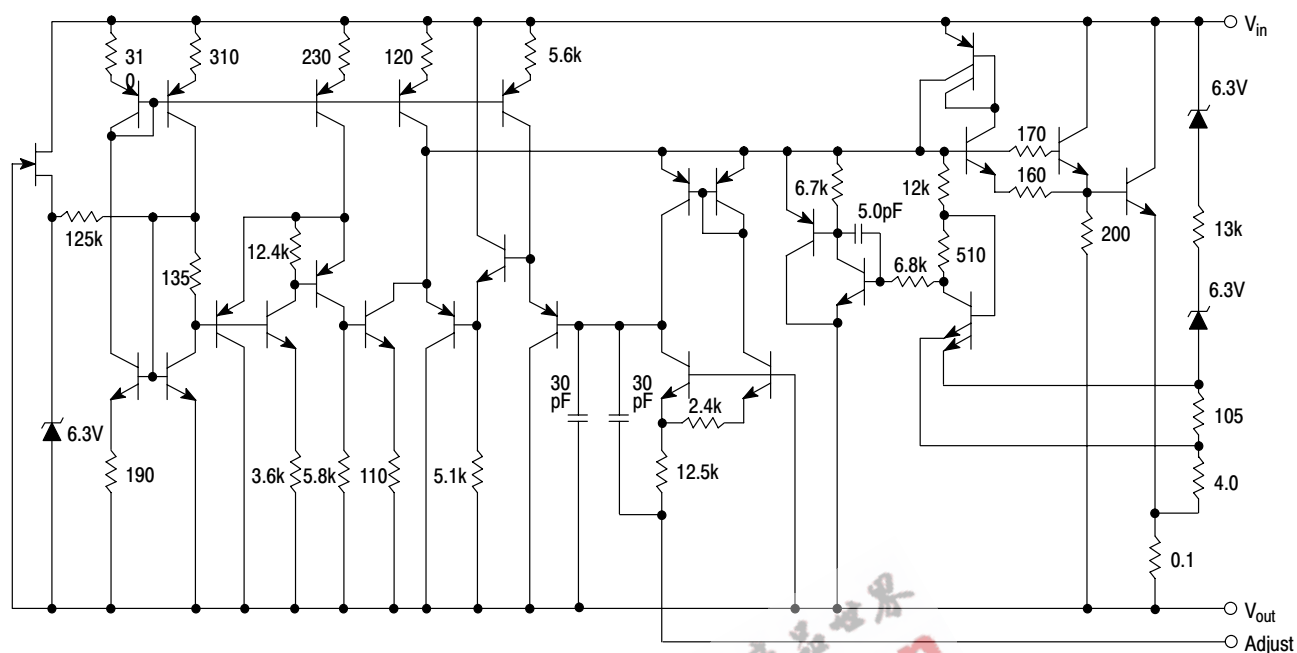 V_in
31
0
310
230
120
5.6k
6.3V
170
160
6.7k
12k
5.0pF
125k
12.4k
200
13k
135
6.8k
510
6.3V
30
pF
30
pF
2.4k
105
6.3V
190
3.6k
5.8k
110
5.1k
12.5k
4.0
0.1
V_out
Adjust